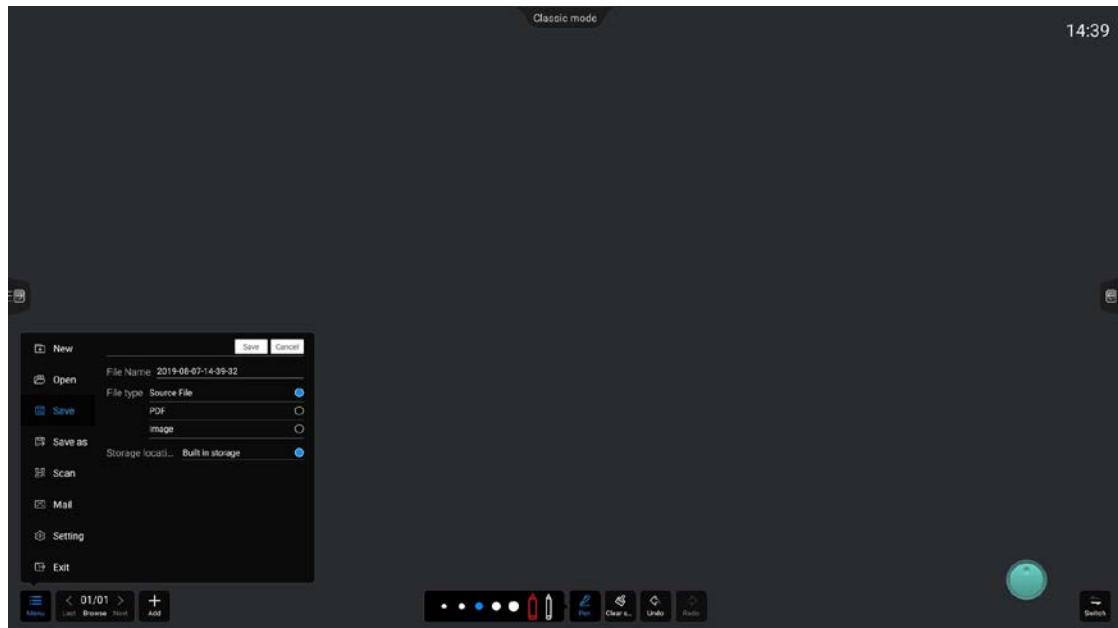 Classic mode
14:39
New
Save Cancel
File Name 2019-08-07-14-39-32
Open
File type Source File
Save
PDF
Image
Save as
Storage locati... Built in storage
Scan
Mail
Setting
Exit
Menu
01/01
Last Browse Next
Add
Pen
Clear s...
Undo
Redo
Switch